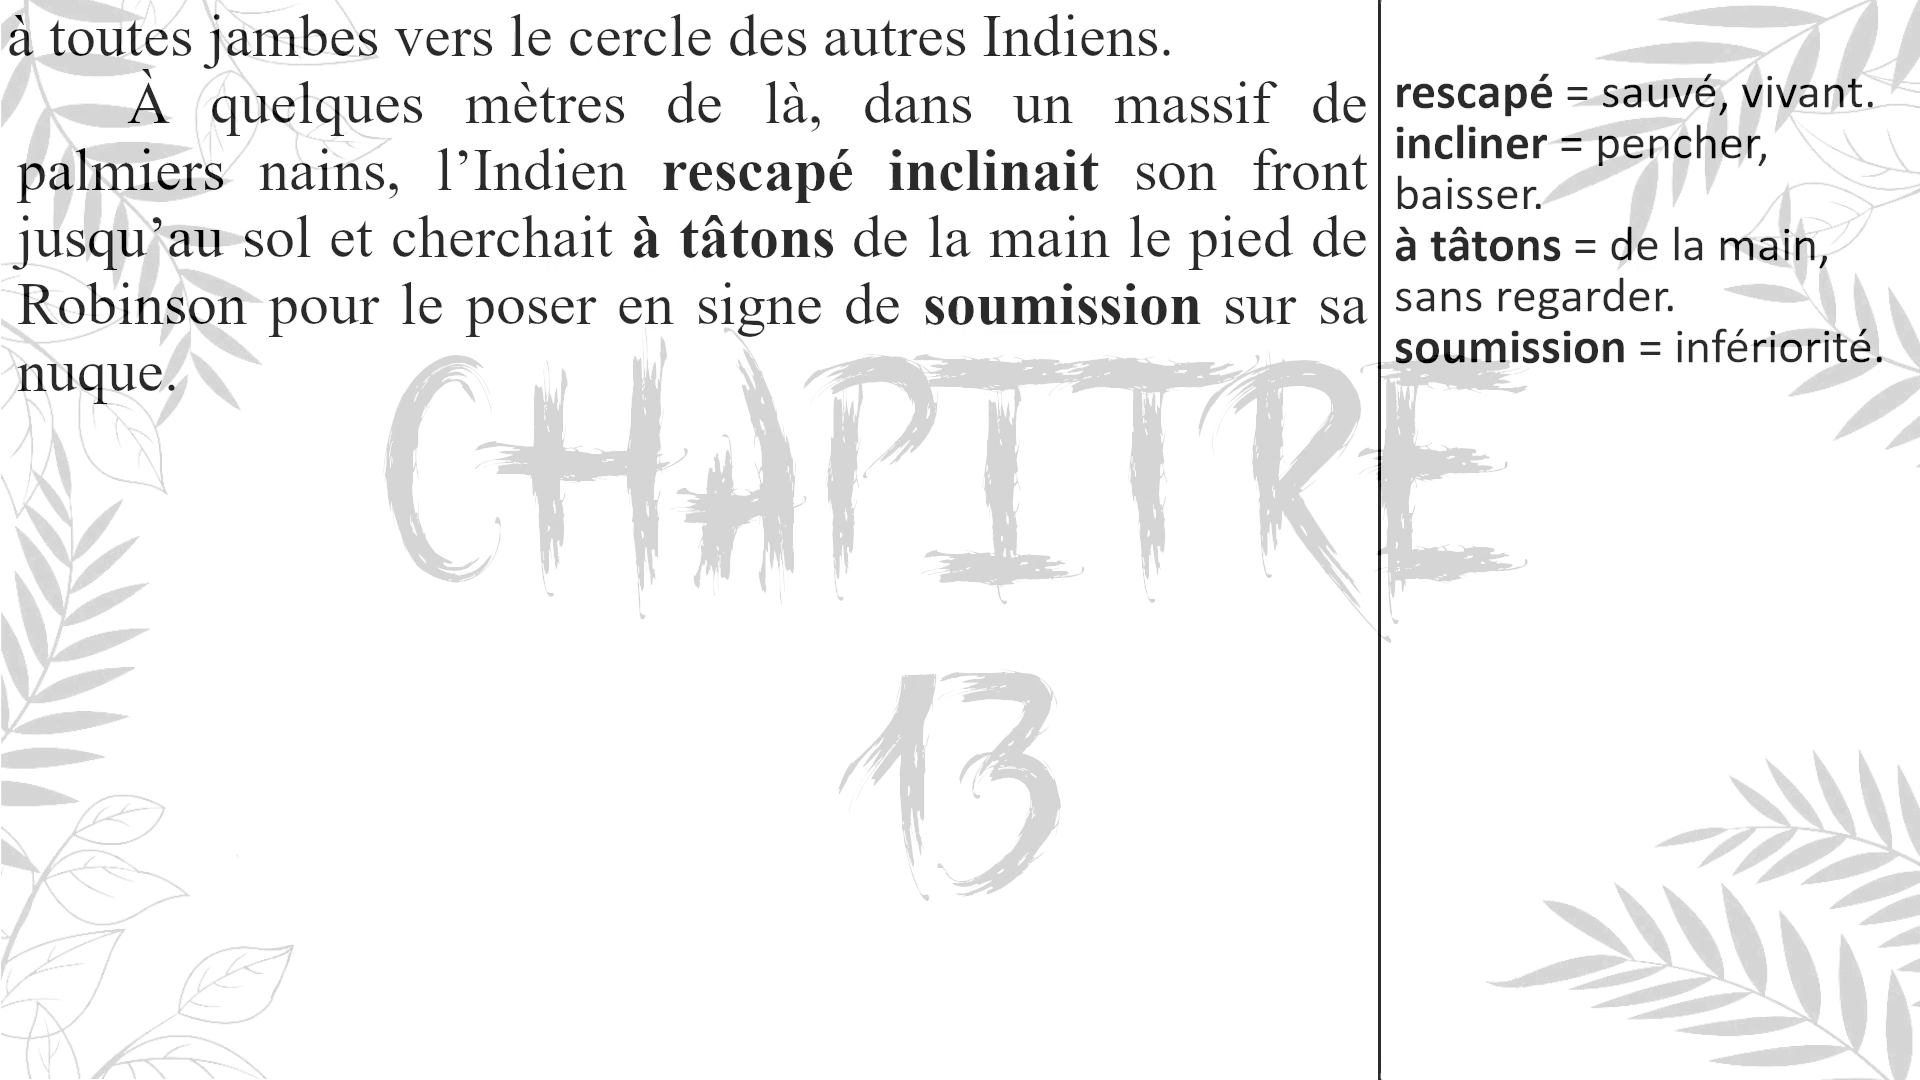 à toutes jambes vers le cercle des autres Indiens.
À quelques mètres de là, dans un massif de
palmiers nains, l’Indien rescapé inclinait son front
jusqu’au sol et cherchait à tâtons de la main le pied de
Robinson pour le poser en signe de soumission sur sa
nuque.
rescapé = sauvé, vivant.
incliner = pencher,
baisser.
à tâtons = de la main,
sans regarder.
soumission = infériorité.
CHAPITRE
13